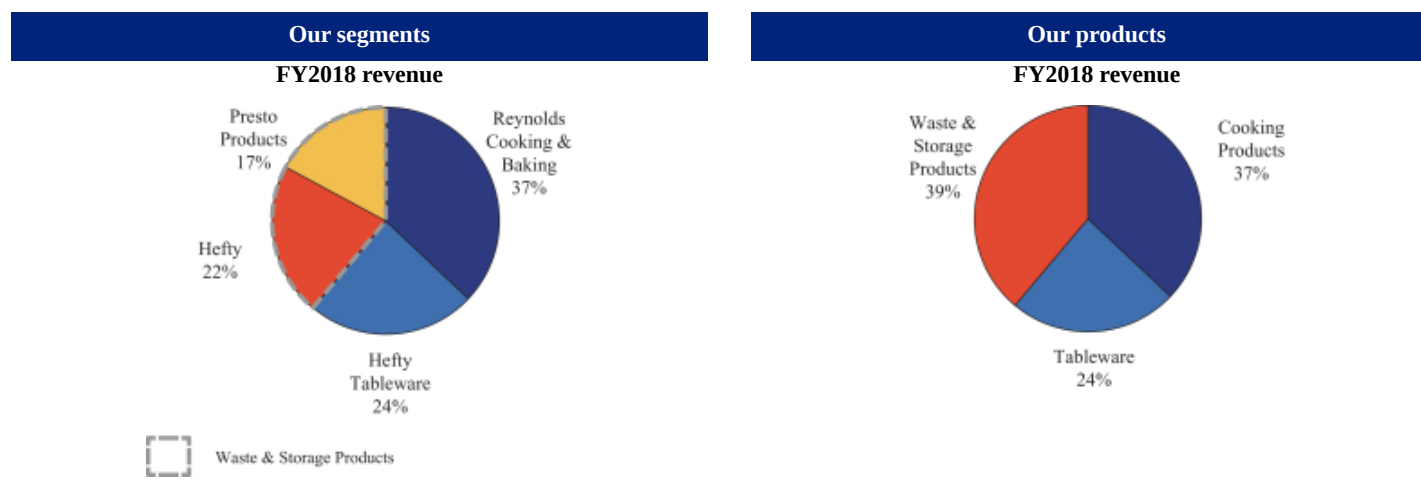 Our segments
FY2018 revenue
Presto
Products
17%
Reynolds
Cooking &
Baking
37%
Hefty
22%
Hefty
Tableware
24%
Waste & Storage Products
Our products
FY2018 revenue
Waste &
Storage
Products
39%
Cooking
Products
37%
Tableware
24%